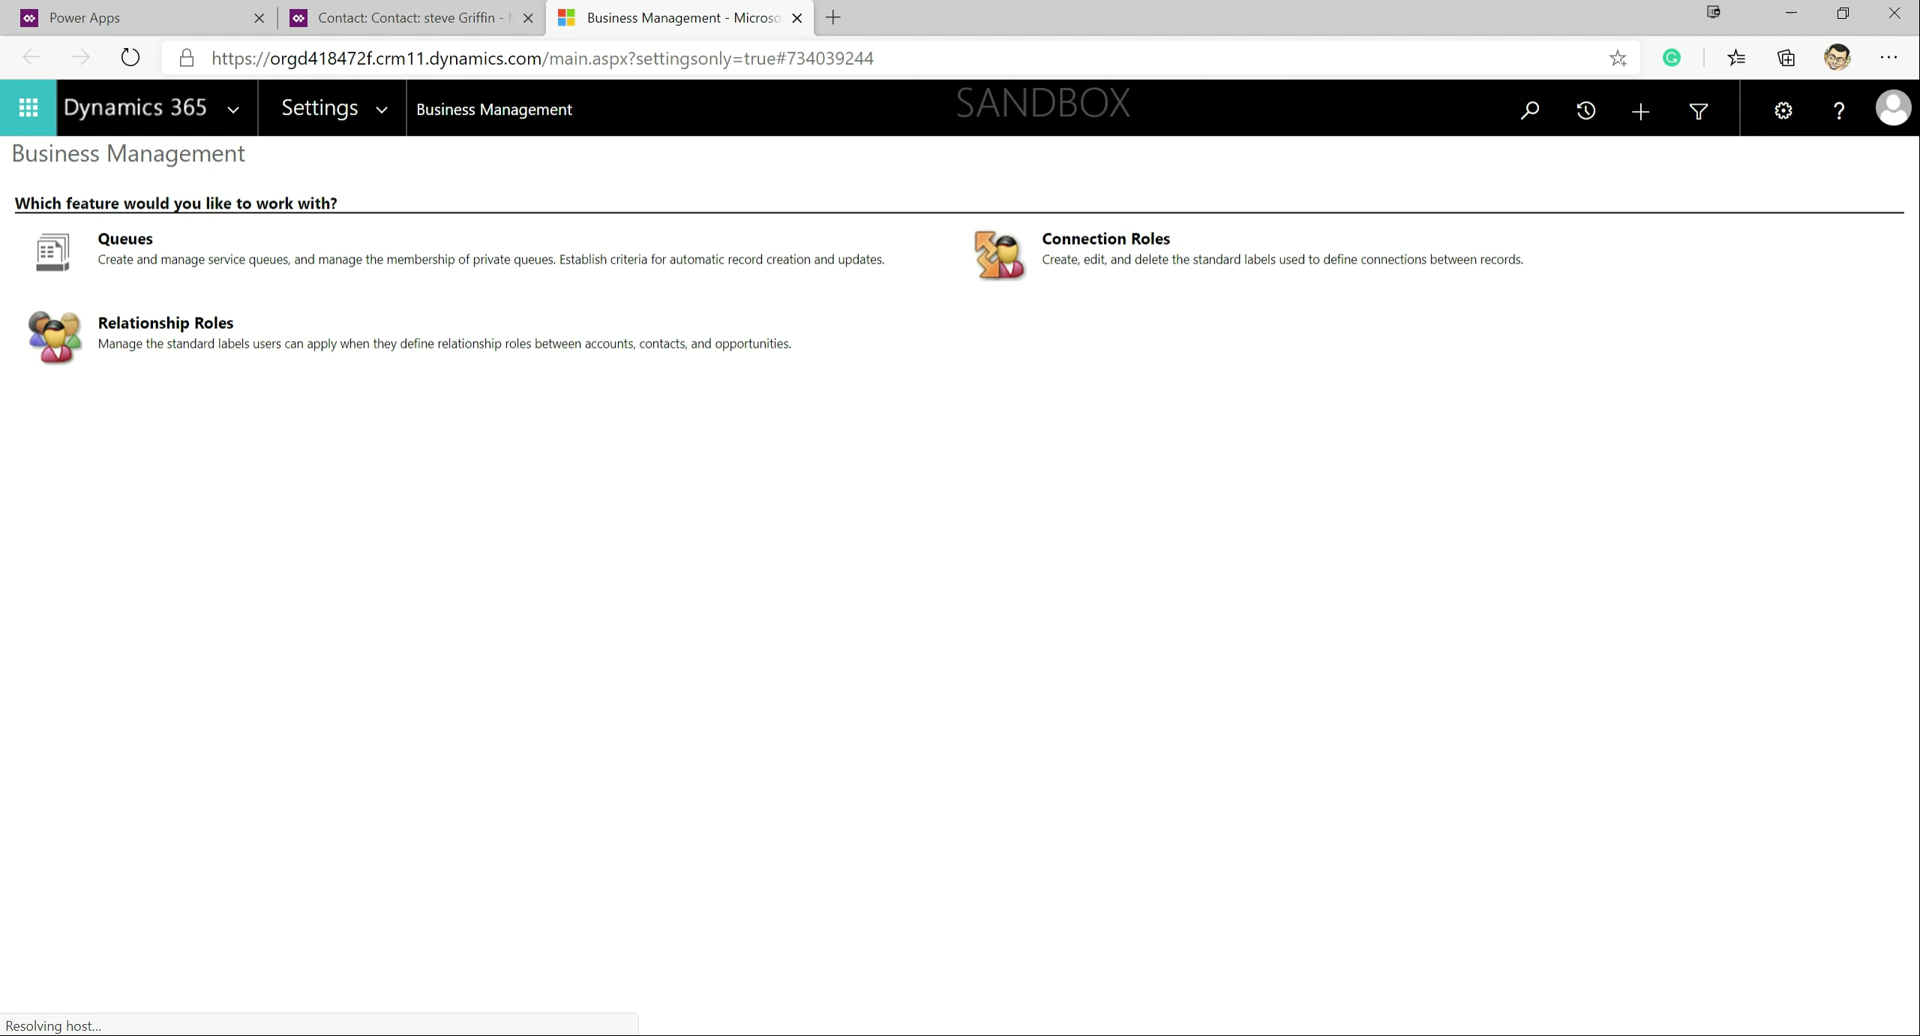 Power Apps
Contact: Contact: steve Griffin -
Business Management - Microso
https://orgd418472f.crm11.dynamics.com/main.aspx?settingsonly=true#734039244
Dynamics 365
Settings
Business Management
SANDBOX
?
Business Management
Which feature would you like to work with?
Queues
Create and manage service queues, and manage the membership of private queues. Establish criteria for automatic record creation and updates.
Connection Roles
Create, edit, and delete the standard labels used to define connections between records.
Relationship Roles
Manage the standard labels users can apply when they define relationship roles between accounts, contacts, and opportunities.
Resolving host...